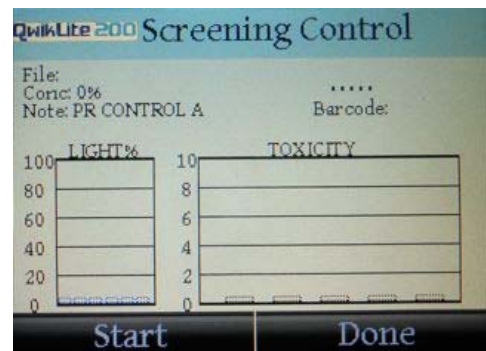 QwikLite 200 Screening Control
File:
Conc: 0%
Note: PR CONTROL A
.....
Barcode:
LIGHT%
100
80
60
40
20
0
TOXICITY
10
8
6
4
2
0
Start
Done